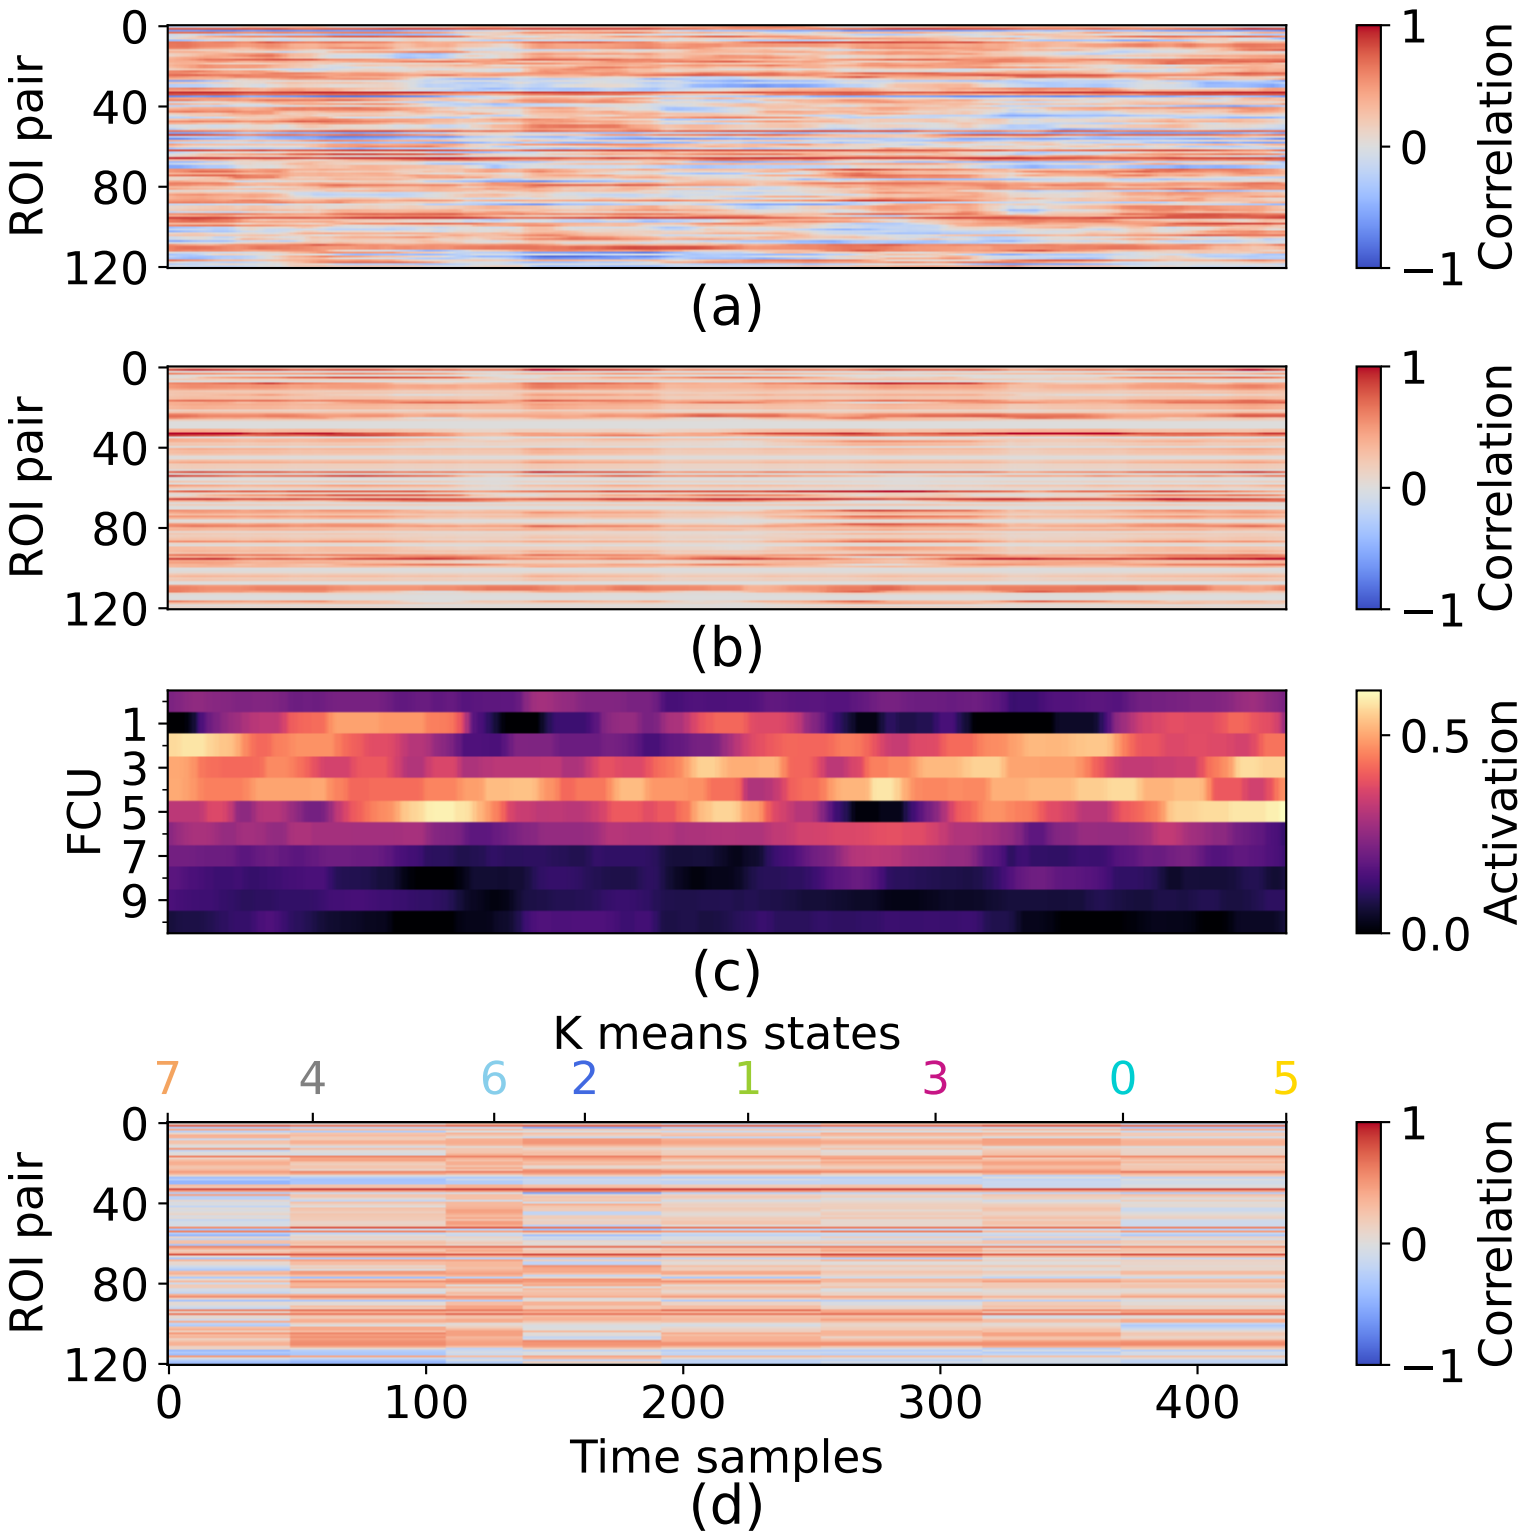 0
40
80
120
ROI pair
1
0
−1
Correlation
(a)
0
40
80
120
ROI pair
1
0
−1
Correlation
(b)
1
3
5
7
9
FCU
0.5
0.0
Activation
(c)
K means states
7 4 6 2 1 3 0 5
0
40
80
120
ROI pair
1
0
−1
Correlation
0 100 200 300 400
Time samples
(d)